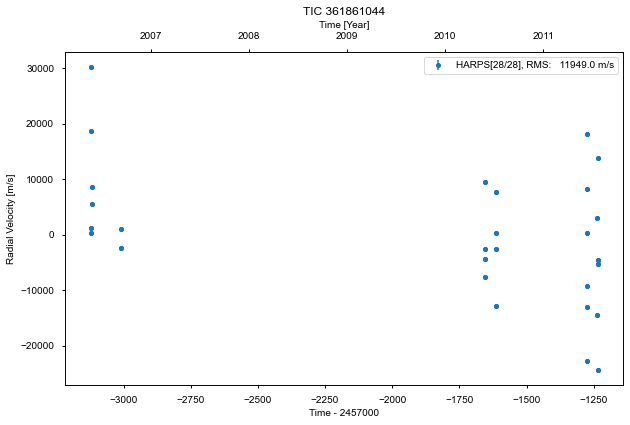 TIC 361861044
Time [Year]
2007 2008 2009 2010 2011
HARPS[28/28], RMS: 11949.0 m/s
30000
20000
10000
0
−10000
−20000
Radial Velocity [m/s]
−3000 −2750 −2500 −2250 −2000 −1750 −1500 −1250
Time - 2457000